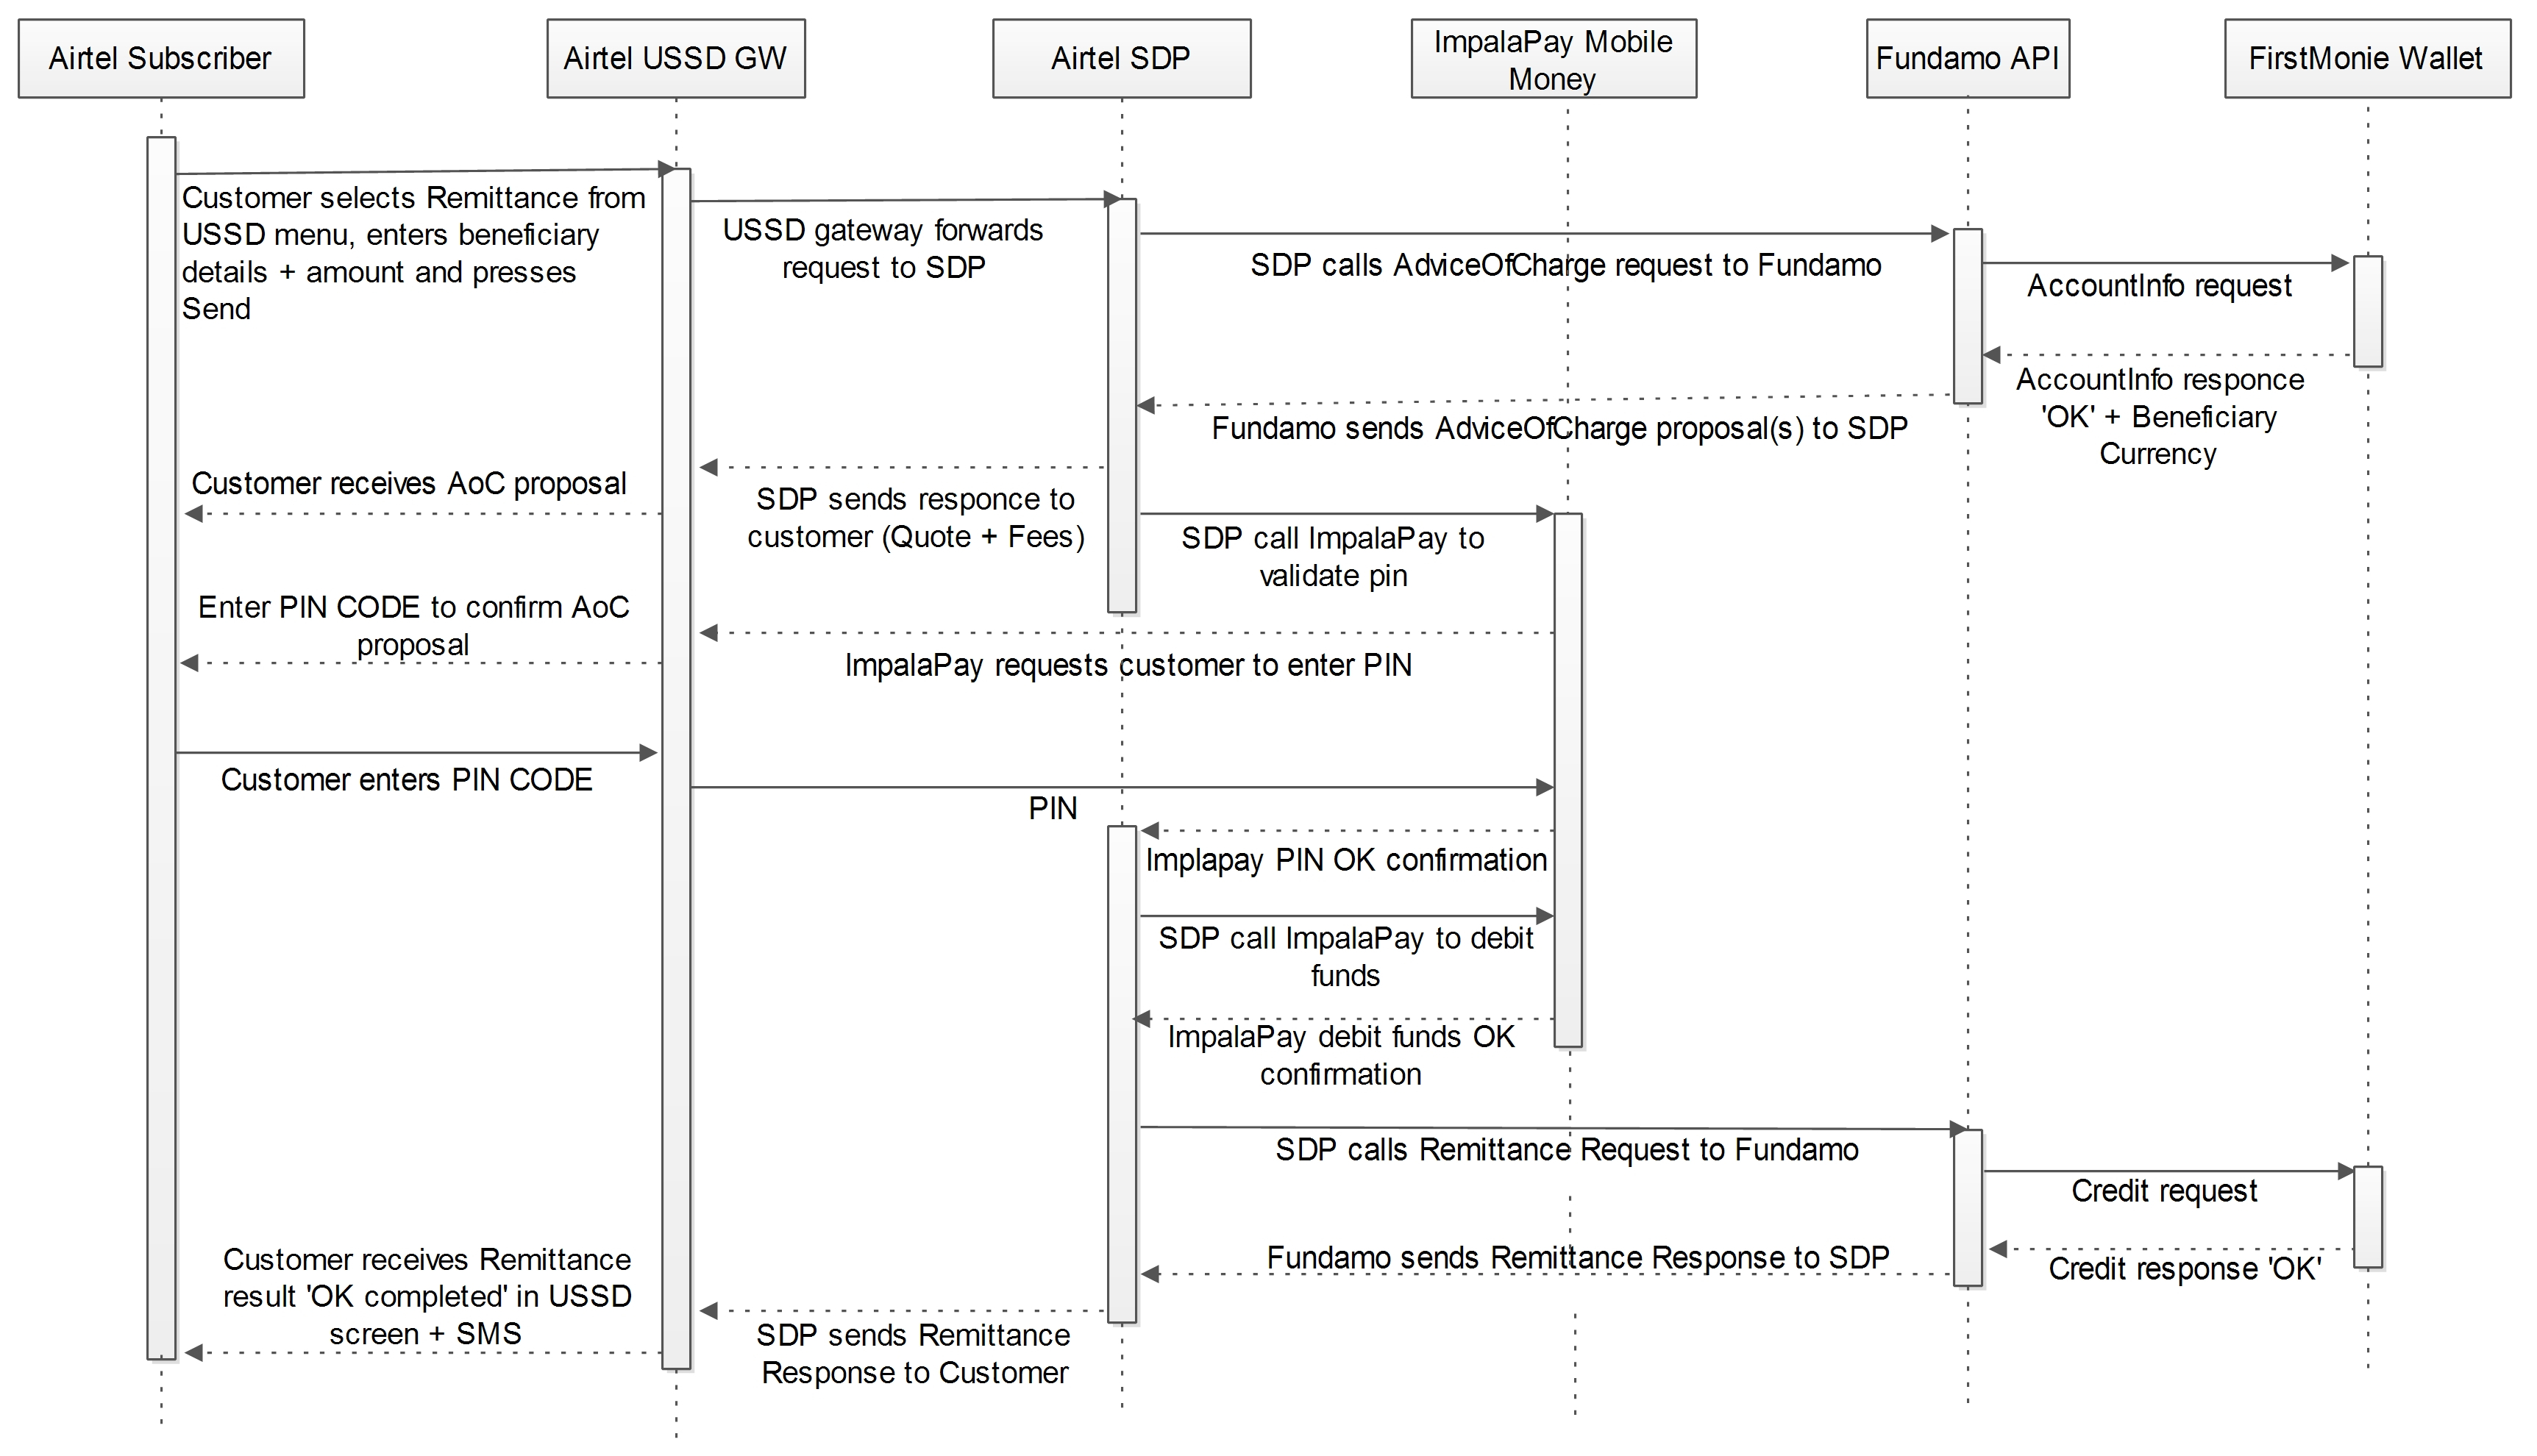 Airtel Subscriber
Airtel USSD GW
Airtel SDP
ImpalaPay Mobile
Money
Fundamo API
FirstMonie Wallet
Customer selects Remittance from
USSD menu, enters beneficiary
details + amount and presses
Send
USSD gateway forwards
request to SDP
SDP calls AdviceOfCharge request to Fundamo
AccountInfo request
AccountInfo responce
'OK' + Beneficiary
Currency
Fundamo sends AdviceOfCharge proposal(s) to SDP
SDP sends responce to
customer (Quote + Fees)
Customer receives AoC proposal
SDP call ImpalaPay to
validate pin
ImpalaPay requests customer to enter PIN
Enter PIN CODE to confirm AoC
proposal
Customer enters PIN CODE
PIN
Implapay PIN OK confirmation
SDP call ImpalaPay to debit
funds
ImpalaPay debit funds OK
confirmation
SDP calls Remittance Request to Fundamo
Credit request
Credit response 'OK'
Fundamo sends Remittance Response to SDP
SDP sends Remittance
Response to Customer
Customer receives Remittance
result 'OK completed' in USSD
screen + SMS